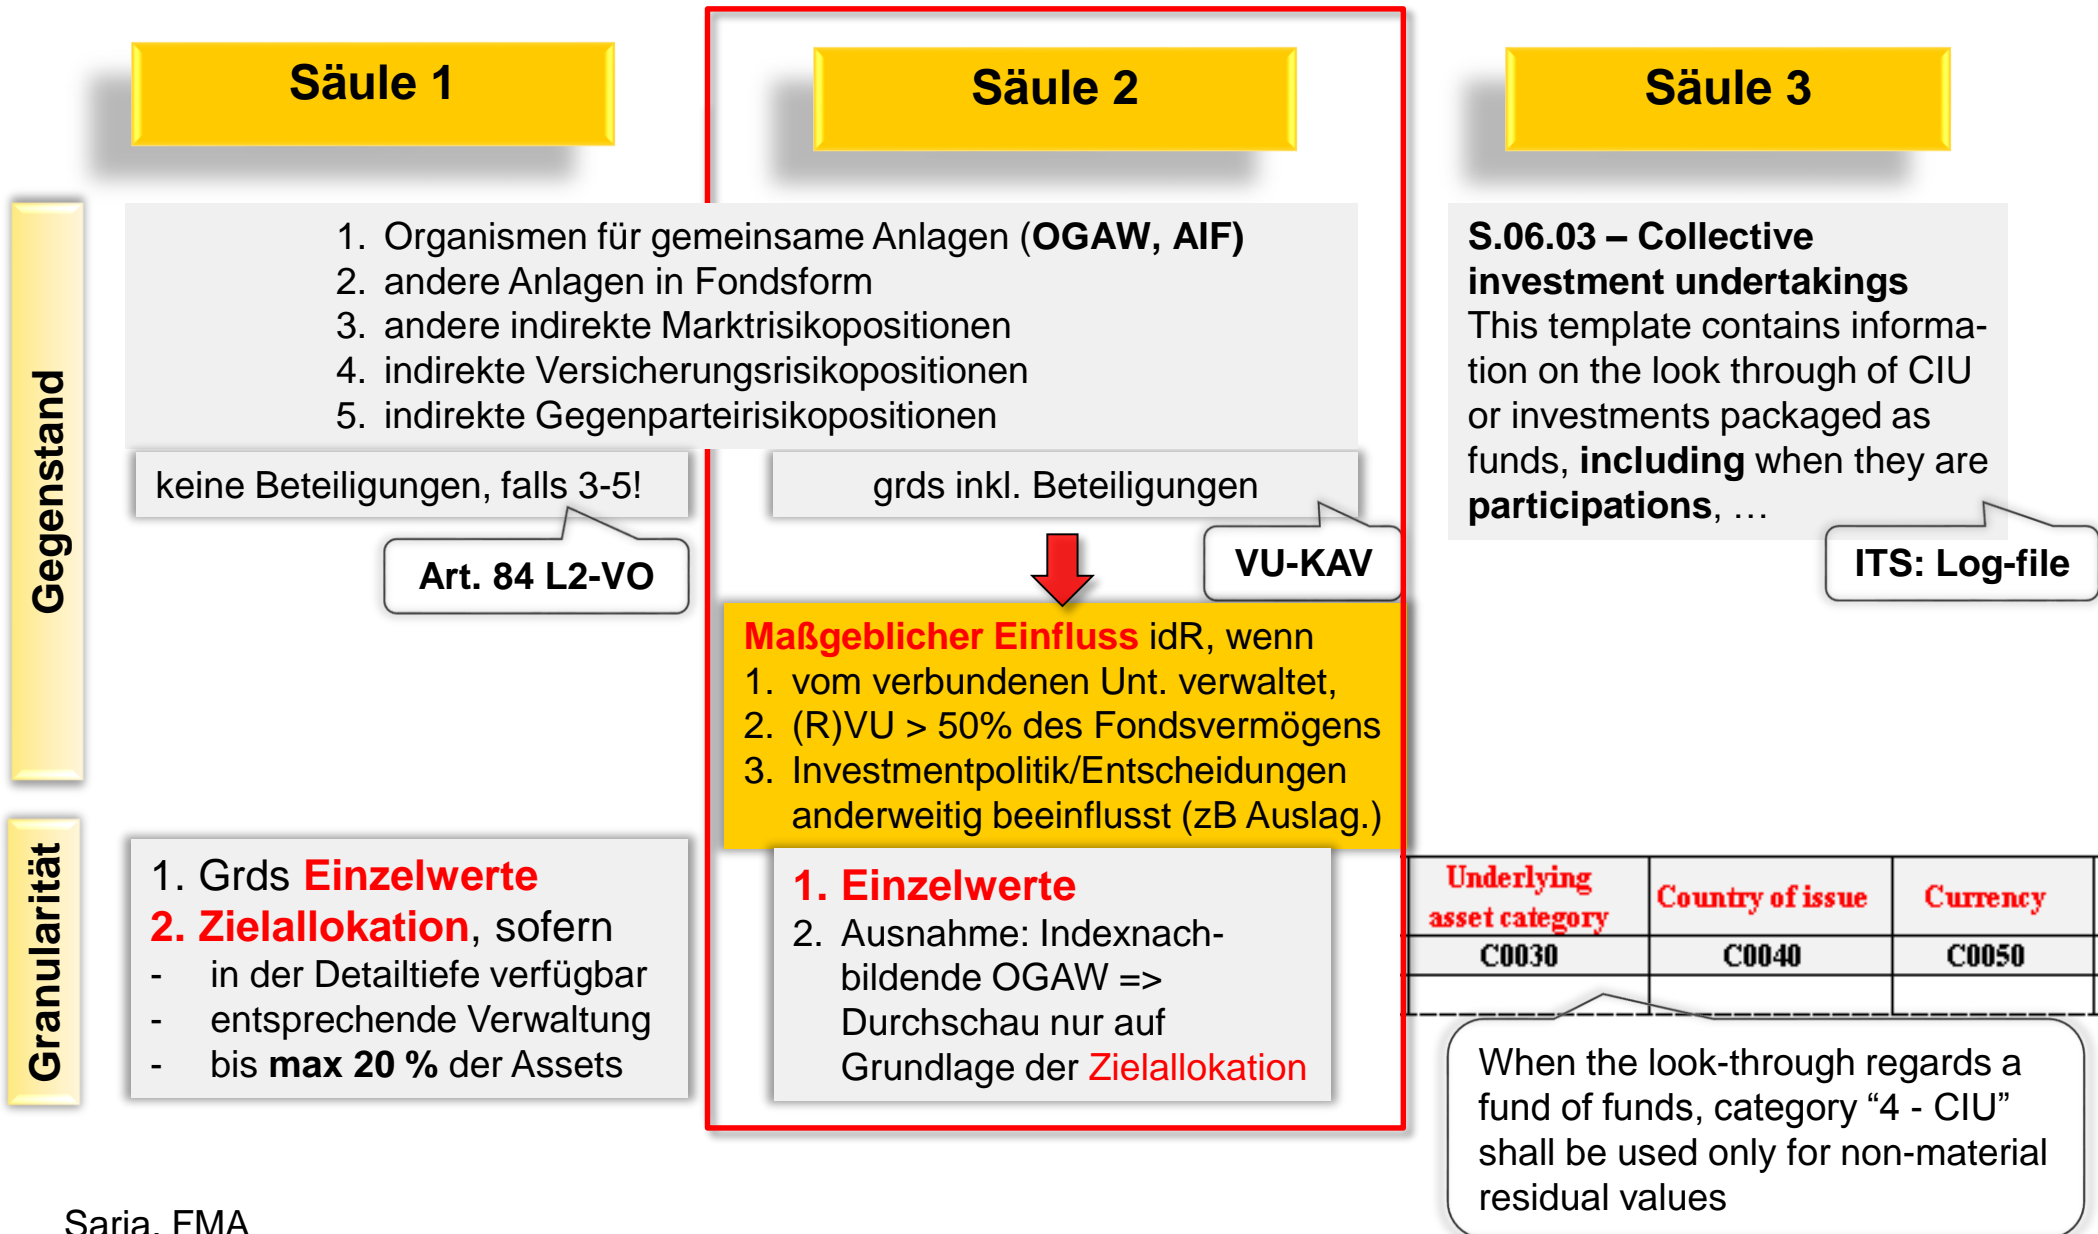 Säule 1
Säule 2
Säule 3
Gegenstand
1. Organismen für gemeinsame Anlagen (OGAW, AIF)
2. andere Anlagen in Fondsform
3. andere indirekte Marktrisikopositionen
4. indirekte Versicherungsrisikopositionen
5. indirekte Gegenparteirisikopositionen
keine Beteiligungen, falls 3-5!
Art. 84 L2-VO
grds inkl. Beteiligungen
VU-KAV
Maßgeblicher Einfluss idR, wenn
1. vom verbundenen Unt. verwaltet,
2. (R)VU > 50% des Fondsvermögens
3. Investmentpolitik/Entscheidungen
anderweitig beeinflusst (zB Auslag.)
S.06.03 – Collective
investment undertakings
This template contains informa-
tion on the look through of CIU
or investments packaged as
funds, including when they are
participations, …
ITS: Log-file
Granularität
1. Grds Einzelwerte
2. Zielallokation, sofern
- in der Detailtiefe verfügbar
- entsprechende Verwaltung
- bis max 20 % der Assets
1. Einzelwerte
2. Ausnahme: Indexnach-
bildende OGAW =>
Durchschau nur auf
Grundlage der Zielallokation
Underlying
asset category
Country of issue
Currency
C0030
C0040
C0050
When the look-through regards a
fund of funds, category “4 - CIU”
shall be used only for non-material
residual values
Saria, FMA